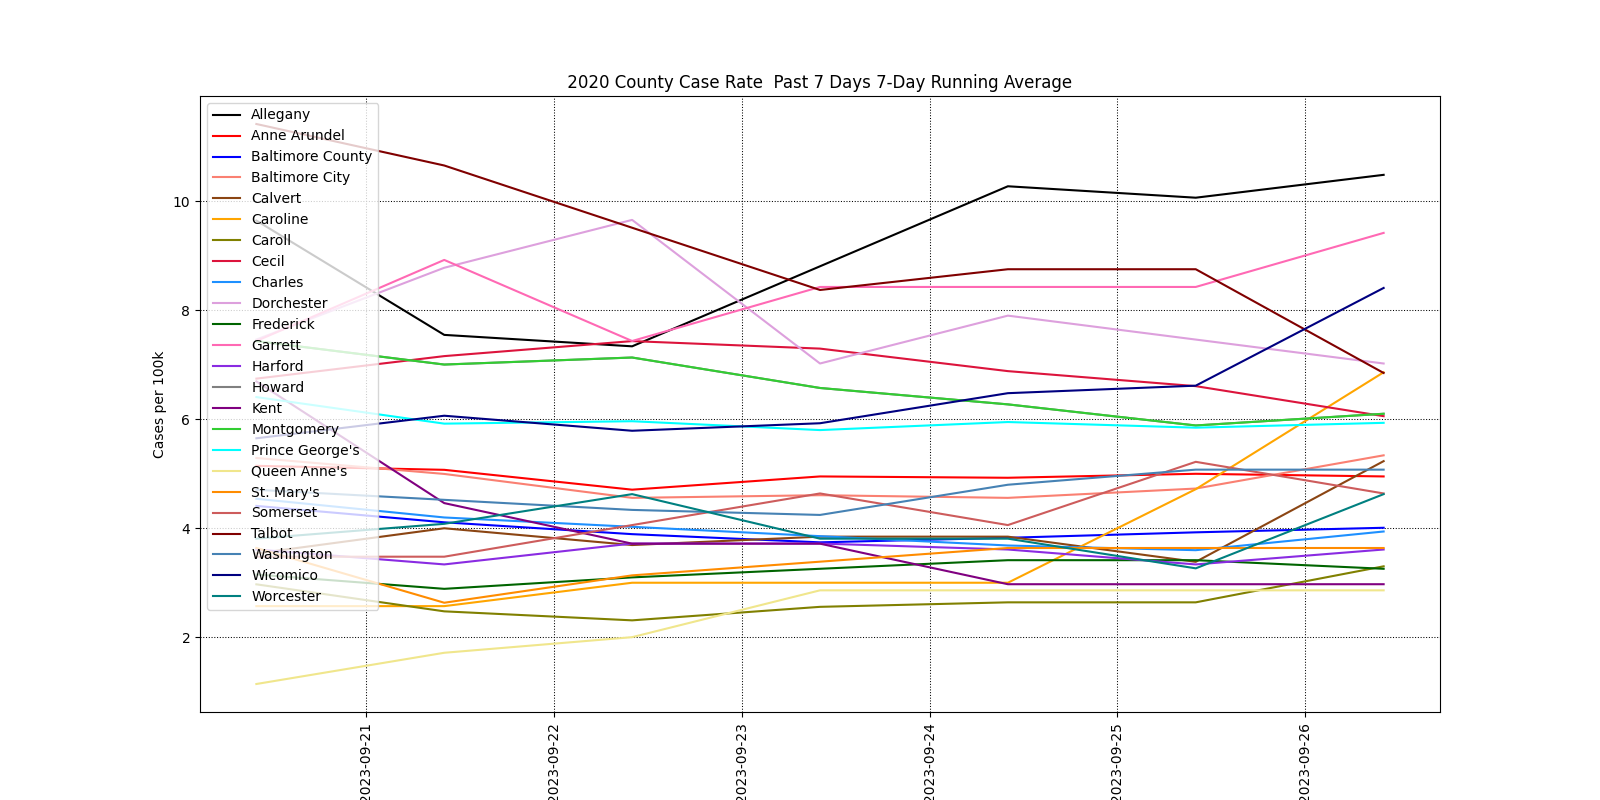 2020 County Case Rate  Past 7 Days 7-Day Running Average
Allegany
Anne Arundel
Baltimore County
Baltimore City
Calvert
Caroline
Caroll
Cecil
Charles
Dorchester
Frederick
Garrett
Harford
Howard
Kent
Montgomery
Prince George's
Queen Anne's
St. Mary's
Somerset
Talbot
Washington
Wicomico
Worcester
Cases per 100k
10
8
6
4
2
2023-09-21
2023-09-22
2023-09-23
2023-09-24
2023-09-25
2023-09-26